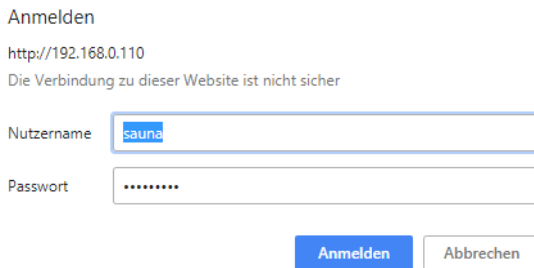 Anmelden
http://192.168.0.110
Die Verbindung zu dieser Website ist nicht sicher
Nutzername sauna
Passwort •••••••••
Anmelden Abbrechen